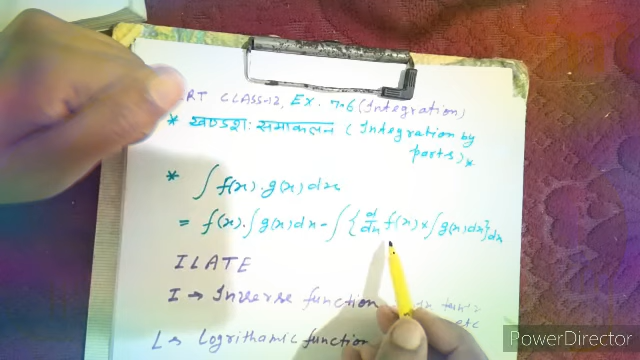 RT CLASS-12, Ex. 7.6 (Integration)
* खण्डशः समाकलन (Integration by
parts) *
* ∫ f(x).g(x) dx
= f(x).∫ g(x) dx - ∫ { d/dx f(x) × ∫ g(x) dx } dx
ILATE
I → Inverse function
etc
L → Logrithamic function
PowerDirector